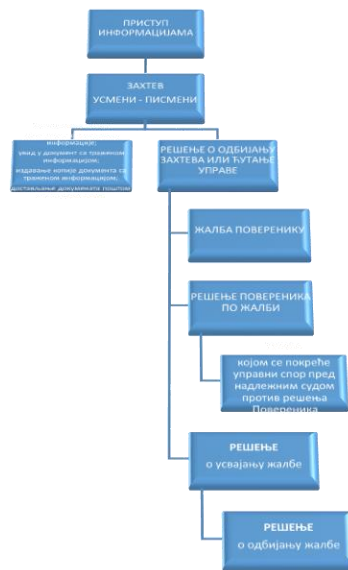 ПРИСТУП
ИНФОРМАЦИЈАМА
ЗАХТЕВ
УСМЕНИ - ПИСМЕНИ
информације;
увид у документ са траженом
информацијом;
издавање копије документа са
траженом информацијом;
достављање докумената поштом
РЕШЕЊЕ О ОДБИЈАЊУ
ЗАХТЕВА ИЛИ ЋУТАЊЕ
УПРАВЕ
ЖАЛБА ПОВЕРЕНИКУ
РЕШЕЊЕ ПОВЕРЕНИКА
ПО ЖАЛБИ
којом се покреће
управни спор пред
надлежним судом
против решења
Повереника
РЕШЕЊЕ
о усвајању жалбе
РЕШЕЊЕ
о одбијању жалбе